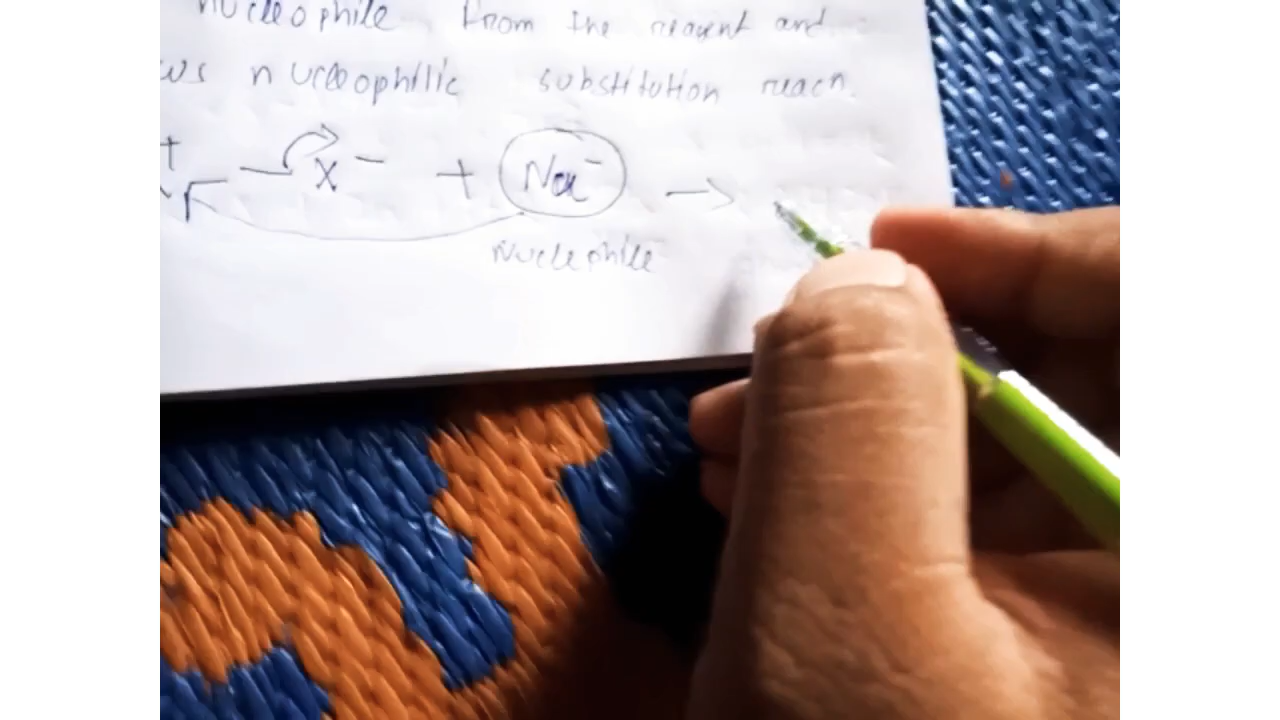 nucleophile from the reagent and
ws nucleophilic substitution reacn.
+ X⁻ + Nu⁻ →
Nucleophile